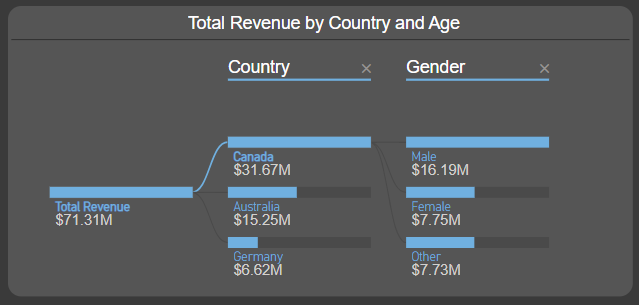 Total Revenue by Country and Age
Country ×
Gender ×
Total Revenue
$71.31M
Canada
$31.67M
Australia
$15.25M
Germany
$6.62M
Male
$16.19M
Female
$7.75M
Other
$7.73M